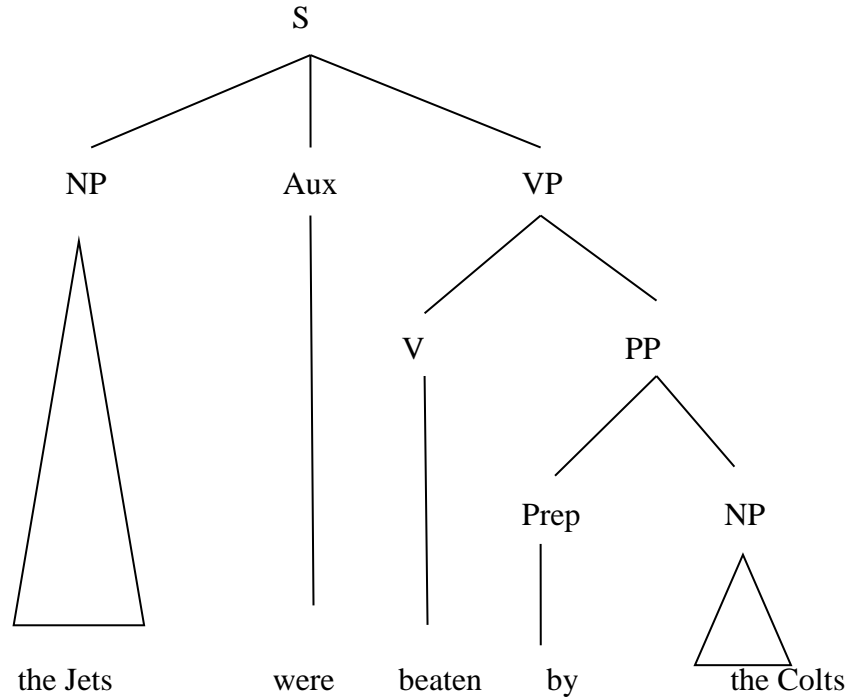 S
NP Aux VP
V PP
Prep NP
the Jets were beaten by the Colts